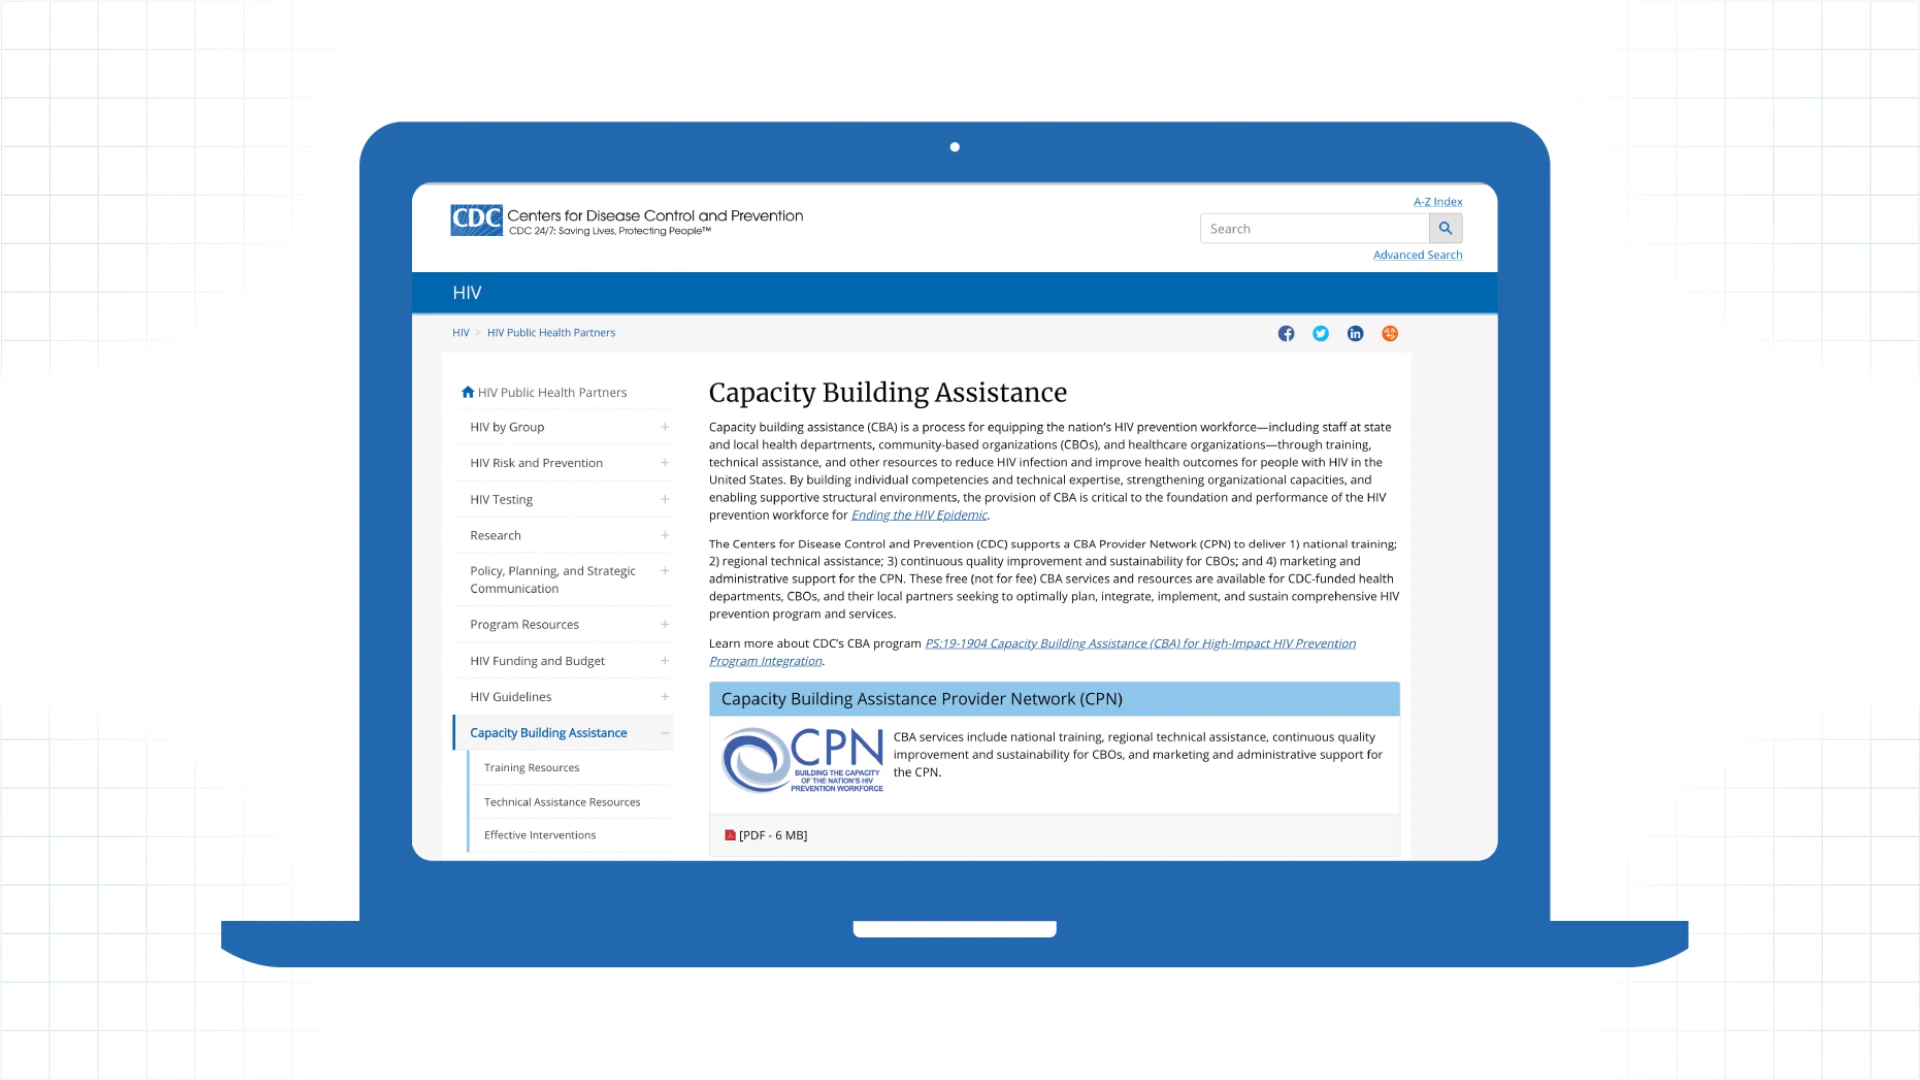 CDC Centers for Disease Control and Prevention
CDC 24/7: Saving Lives, Protecting People™
A-Z Index
Search
Advanced Search
HIV
HIV > HIV Public Health Partners
HIV Public Health Partners
HIV by Group
HIV Risk and Prevention
HIV Testing
Research
Policy, Planning, and Strategic
Communication
Program Resources
HIV Funding and Budget
HIV Guidelines
Capacity Building Assistance
Training Resources
Technical Assistance Resources
Effective Interventions
Capacity Building Assistance
Capacity building assistance (CBA) is a process for equipping the nation's HIV prevention workforce—including staff at state
and local health departments, community-based organizations (CBOs), and healthcare organizations—through training,
technical assistance, and other resources to reduce HIV infection and improve health outcomes for people with HIV in the
United States. By building individual competencies and technical expertise, strengthening organizational capacities, and
enabling supportive structural environments, the provision of CBA is critical to the foundation and performance of the HIV
prevention workforce for Ending the HIV Epidemic.
The Centers for Disease Control and Prevention (CDC) supports a CBA Provider Network (CPN) to deliver 1) national training;
2) regional technical assistance; 3) continuous quality improvement and sustainability for CBOs; and 4) marketing and
administrative support for the CPN. These free (not for fee) CBA services and resources are available for CDC-funded health
departments, CBOs, and their local partners seeking to optimally plan, integrate, implement, and sustain comprehensive HIV
prevention program and services.
Learn more about CDC's CBA program PS:19-1904 Capacity Building Assistance (CBA) for High-Impact HIV Prevention
Program Integration.
Capacity Building Assistance Provider Network (CPN)
CPN
BUILDING THE CAPACITY
OF THE NATION'S HIV
PREVENTION WORKFORCE
CBA services include national training, regional technical assistance, continuous quality
improvement and sustainability for CBOs, and marketing and administrative support for
the CPN.
[PDF - 6 MB]